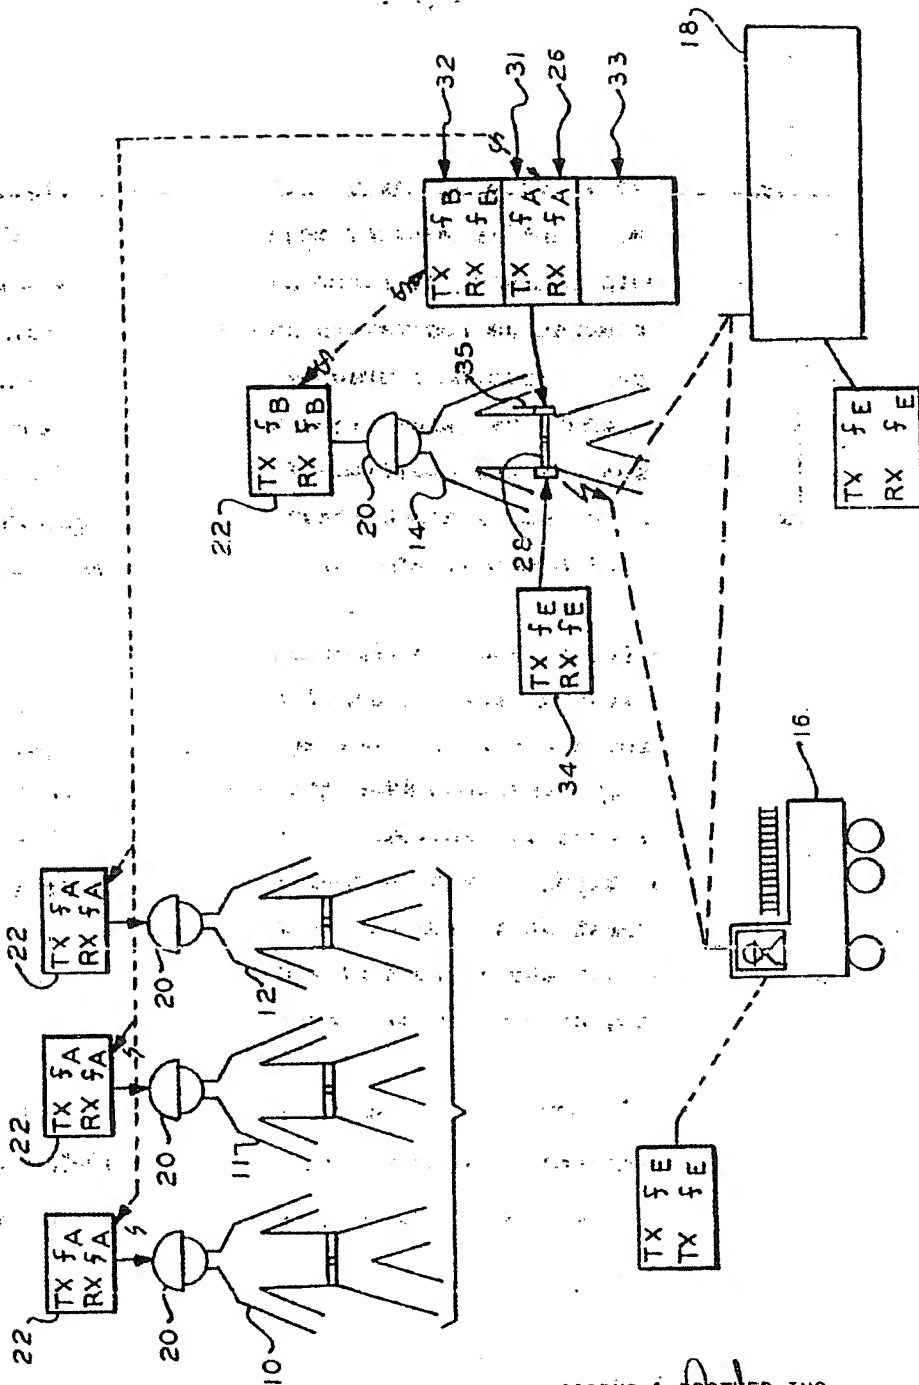 22
TX fA
RX fA
20
10
22
TX fA
RX fA
20
11
22
TX fA
RX fA
20
12
22
TX fB
RX fB
20
14
28
35
32
TX fB
RX fB
31
TX fA
RX fA
26
33
TX fE
RX fE
34
TX fE
TX fE
16
18
TX fE
RX fE